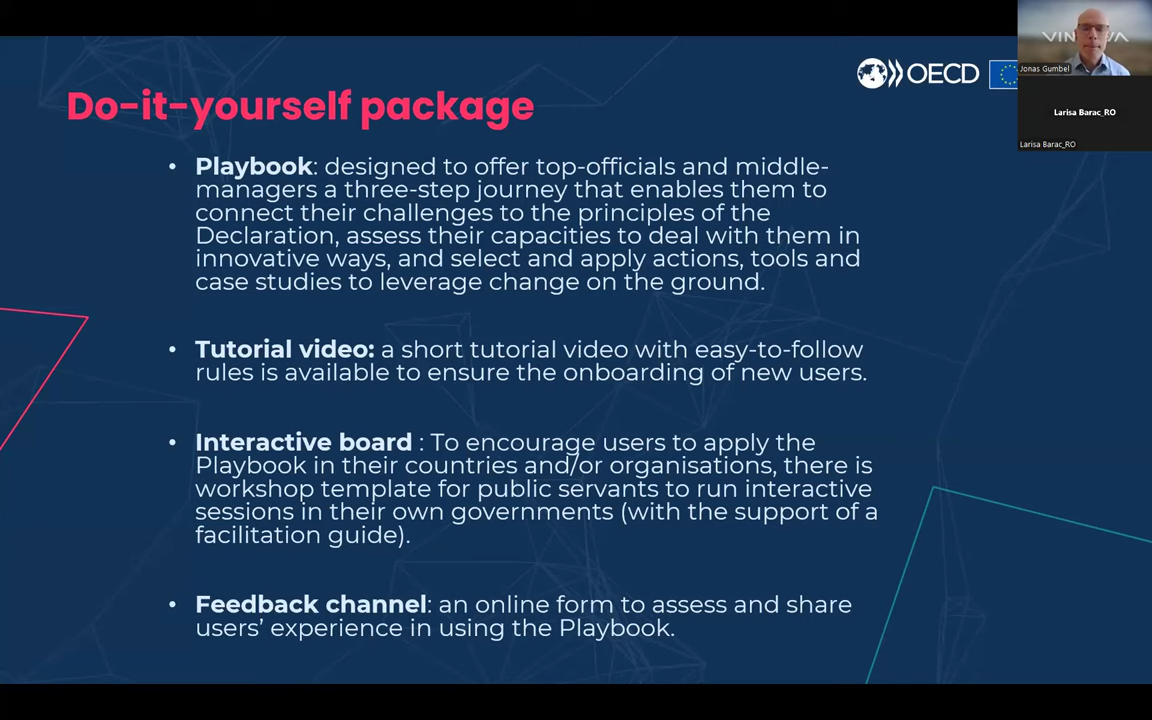 OECD
VIN VA
Jonas Gumbel
Larisa Barac_RO
Larisa Barac_RO
Do-it-yourself package
• Playbook: designed to offer top-officials and middle-
managers a three-step journey that enables them to
connect their challenges to the principles of the
Declaration, assess their capacities to deal with them in
innovative ways, and select and apply actions, tools and
case studies to leverage change on the ground.
• Tutorial video: a short tutorial video with easy-to-follow
rules is available to ensure the onboarding of new users.
• Interactive board : To encourage users to apply the
Playbook in their countries and/or organisations, there is
workshop template for public servants to run interactive
sessions in their own governments (with the support of a
facilitation guide).
• Feedback channel: an online form to assess and share
users’ experience in using the Playbook.